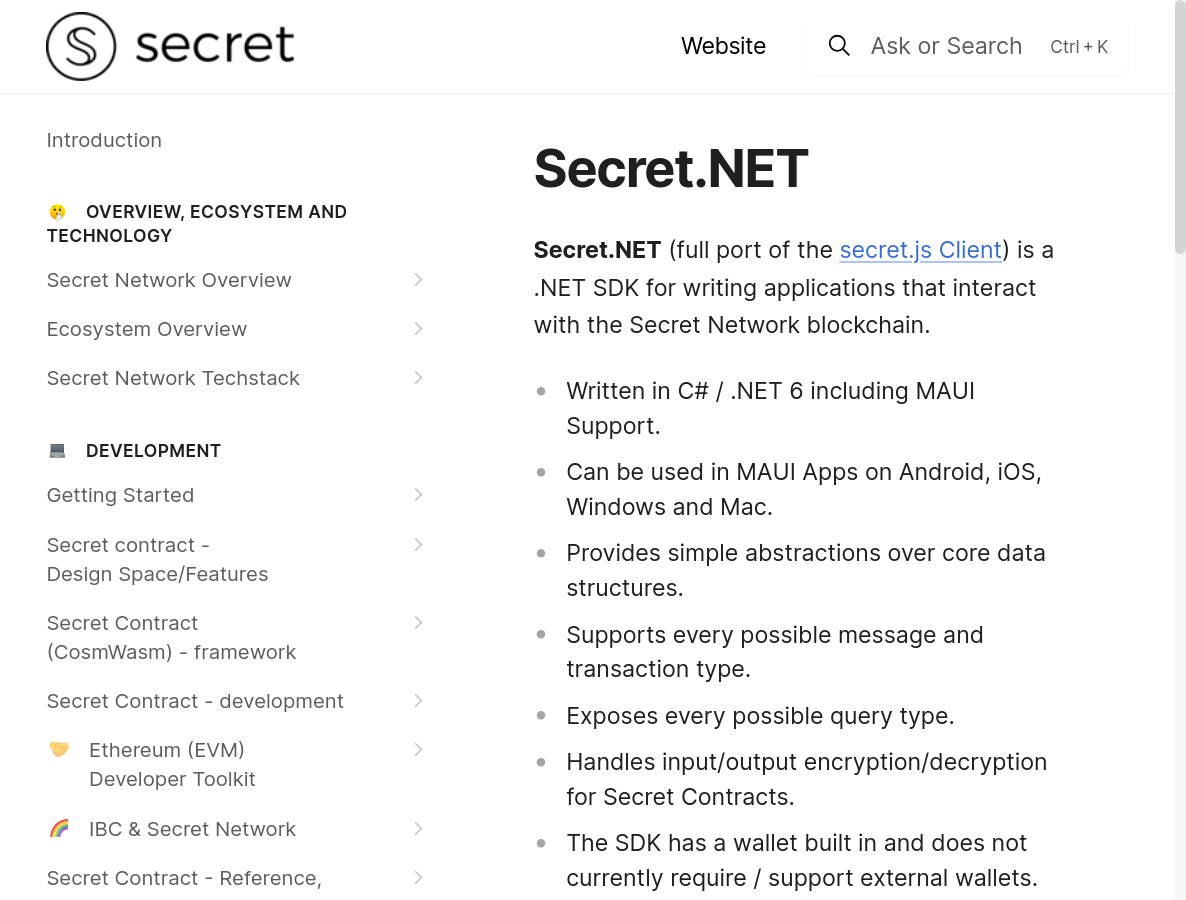 secret
Website
Ask or Search Ctrl + K
Introduction
OVERVIEW, ECOSYSTEM AND
TECHNOLOGY
Secret Network Overview
Ecosystem Overview
Secret Network Techstack
DEVELOPMENT
Getting Started
Secret contract -
Design Space/Features
Secret Contract
(CosmWasm) - framework
Secret Contract - development
Ethereum (EVM)
Developer Toolkit
IBC & Secret Network
Secret Contract - Reference,
Secret.NET
Secret.NET (full port of the secret.js Client) is a
.NET SDK for writing applications that interact
with the Secret Network blockchain.
Written in C# / .NET 6 including MAUI
Support.
Can be used in MAUI Apps on Android, iOS,
Windows and Mac.
Provides simple abstractions over core data
structures.
Supports every possible message and
transaction type.
Exposes every possible query type.
Handles input/output encryption/decryption
for Secret Contracts.
The SDK has a wallet built in and does not
currently require / support external wallets.